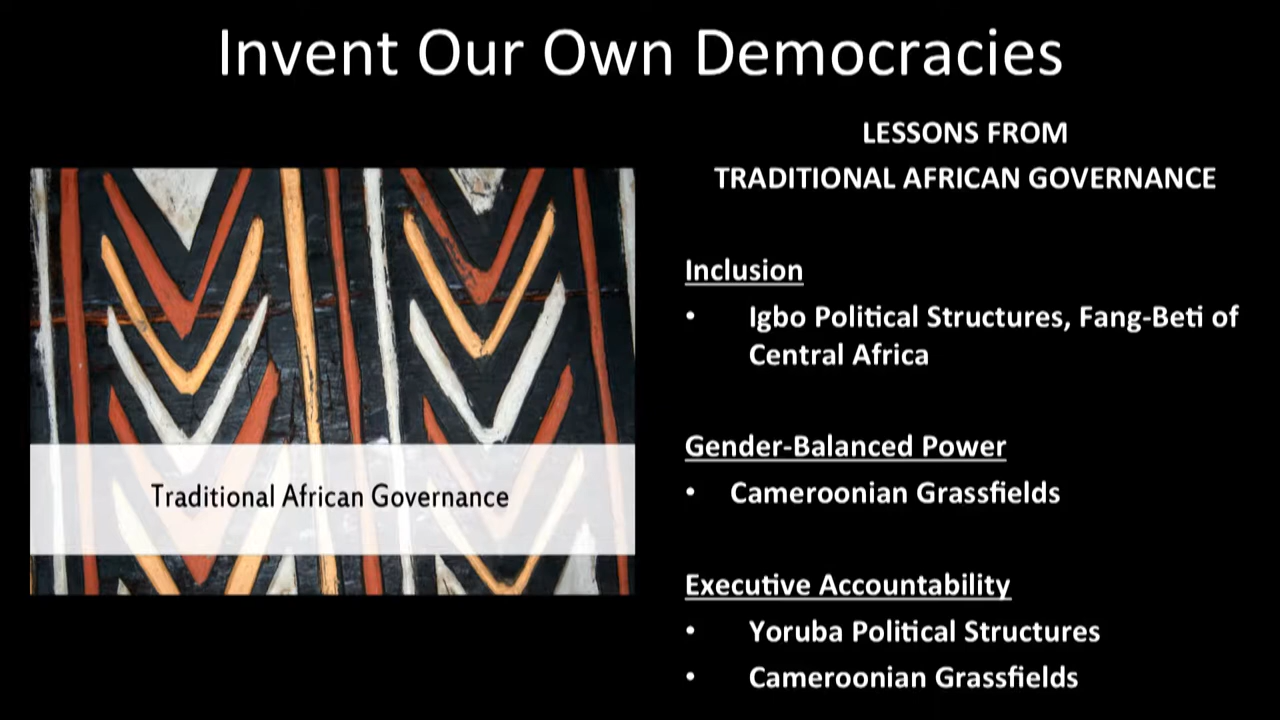 Invent Our Own Democracies
Traditional African Governance
LESSONS FROM
TRADITIONAL AFRICAN GOVERNANCE
Inclusion
• Igbo Political Structures, Fang-Beti of
Central Africa
Gender-Balanced Power
• Cameroonian Grassfields
Executive Accountability
• Yoruba Political Structures
• Cameroonian Grassfields